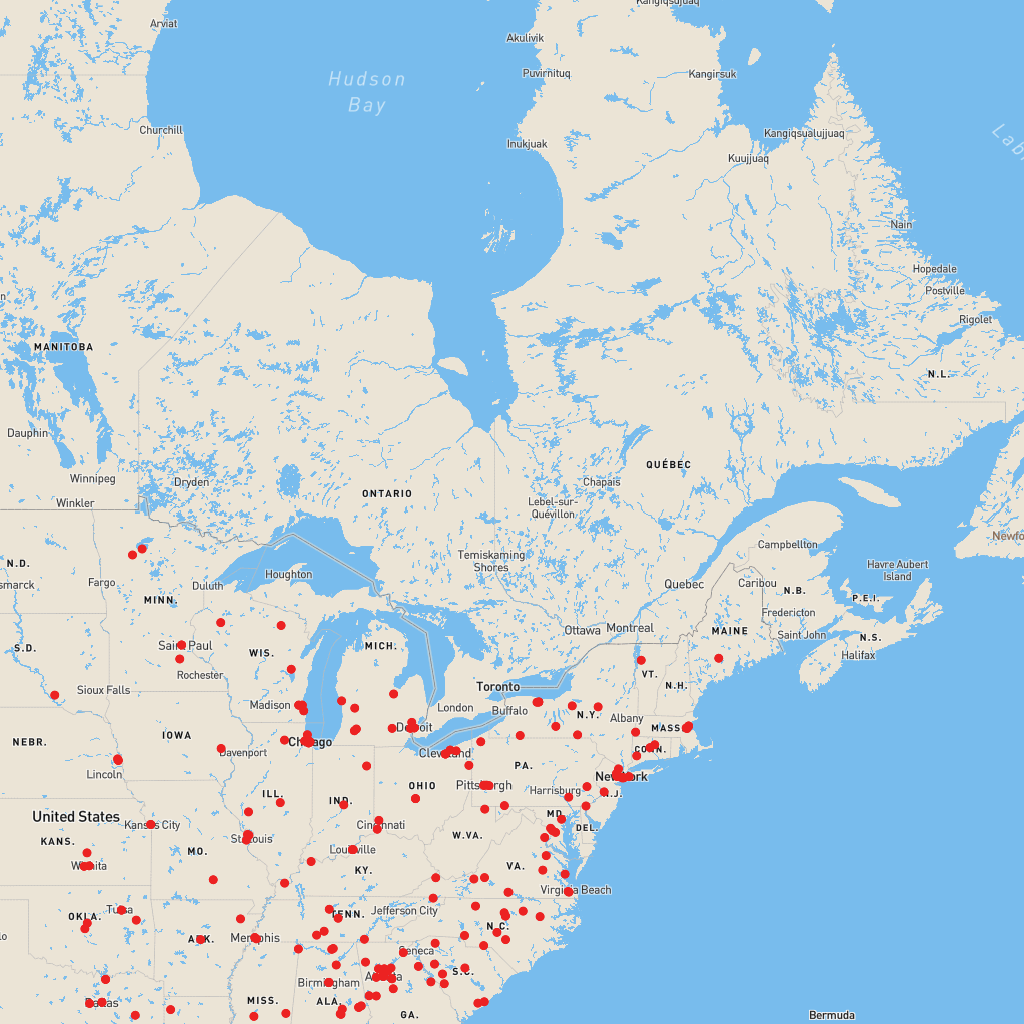 Kangiqsujuaq
Arviat
Akulivik
Puvirnituq
Kangirsuk
Hudson
Bay
Churchill
Kangiqsualujjuaq
Inukjuak
Kuujjuaq
Nain
Hopedale
Postville
Rigolet
MANITOBA
N.L.
Dauphin
QUÉBEC
Winnipeg
Dryden
Chapais
ONTARIO
Winkler
Lebel-sur-
Quévillon
Campbellton
Temiskaming
Shores
N.D.
Havre Aubert
Island
Fargo
Duluth
Houghton
Quebec
Caribou
N.B.
P.E.I.
MINN.
Fredericton
Ottawa
Montreal
MAINE
Saint John
N.S.
S.D.
Saint Paul
WIS.
MICH.
Halifax
Rochester
VT.
N.H.
Sioux Falls
Toronto
Madison
London
Buffalo
N.Y.
Albany
MASS.
Detroit
IOWA
NEBR.
Davenport
Chicago
Cleveland
CONN.
Lincoln
PA.
New York
OHIO
Pittsburgh
Harrisburg
N.J.
ILL.
IND.
United States
Kansas City
Cincinnati
MD.
DEL.
KANS.
St. Louis
W.VA.
MO.
Louisville
Wichita
KY.
VA.
Virginia Beach
Tulsa
OKLA.
TENN.
Jefferson City
N.C.
ARK.
Memphis
Seneca
S.C.
Birmingham
Atlanta
Dallas
MISS.
ALA.
GA.
Bermuda